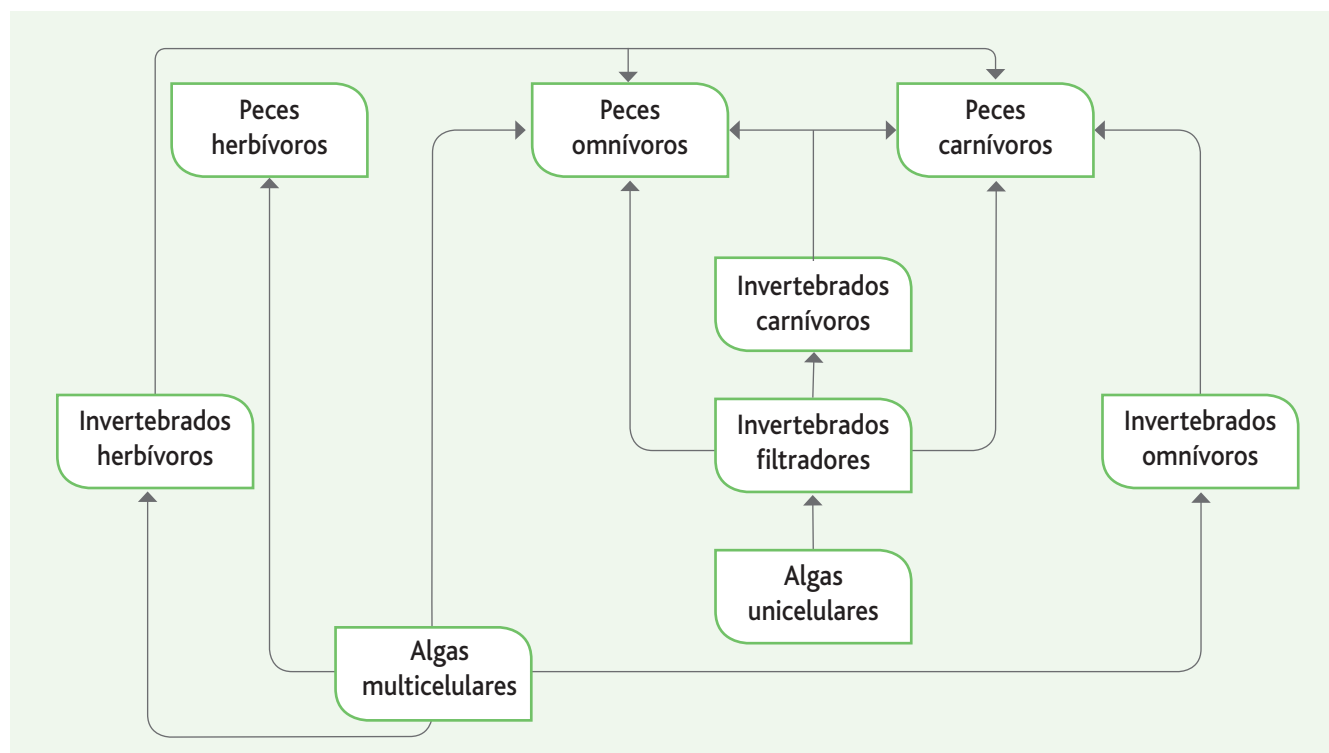 Peces
herbívoros
Peces
omnívoros
Peces
carnívoros
Invertebrados
carnívoros
Invertebrados
herbívoros
Invertebrados
filtradores
Invertebrados
omnívoros
Algas
unicelulares
Algas
multicelulares